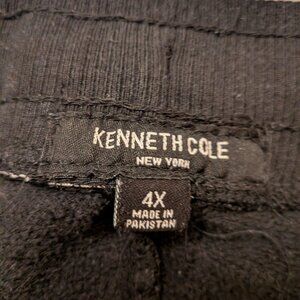 KENNETH COLE
NEW YORK
4X
MADE IN
PAKISTAN